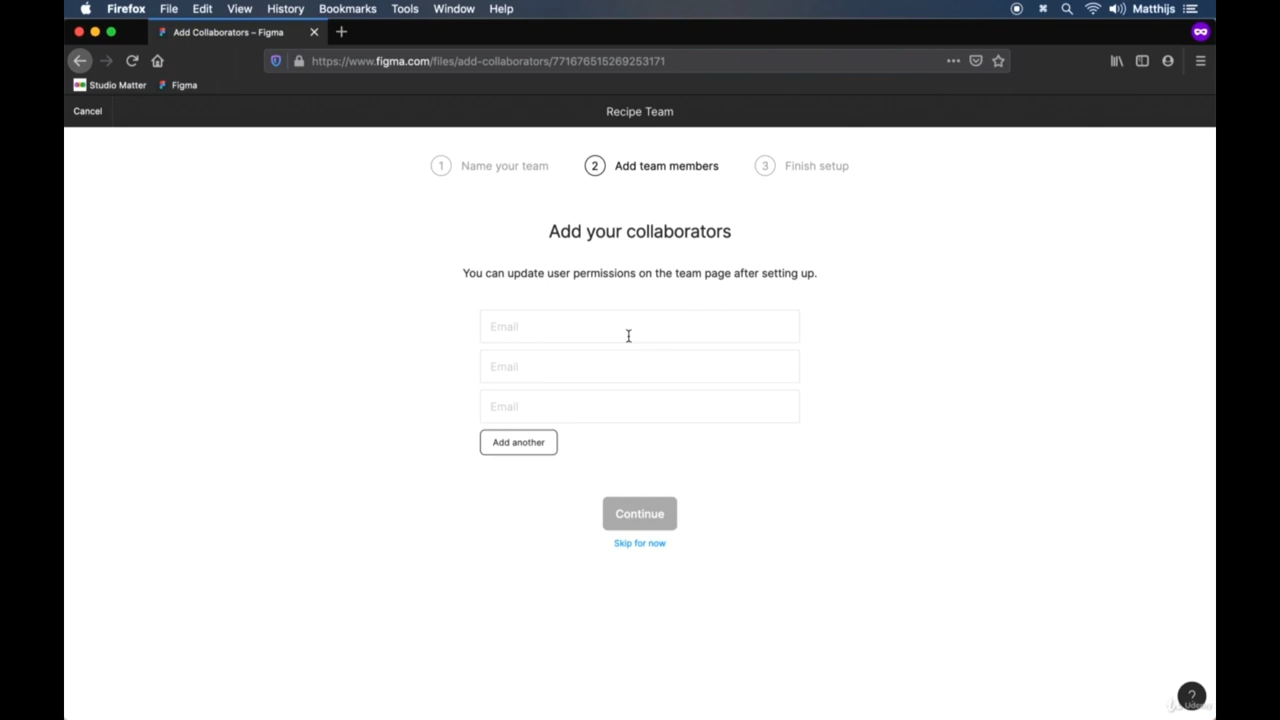 Firefox File Edit View History Bookmarks Tools Window Help Matthijs
Add Collaborators – Figma
https://www.figma.com/files/add-collaborators/771676515269253171
Studio Matter Figma
Cancel Recipe Team
1 Name your team 2 Add team members 3 Finish setup
Add your collaborators
You can update user permissions on the team page after setting up.
Email
Email
Email
Add another
Continue
Skip for now
?
Udemy